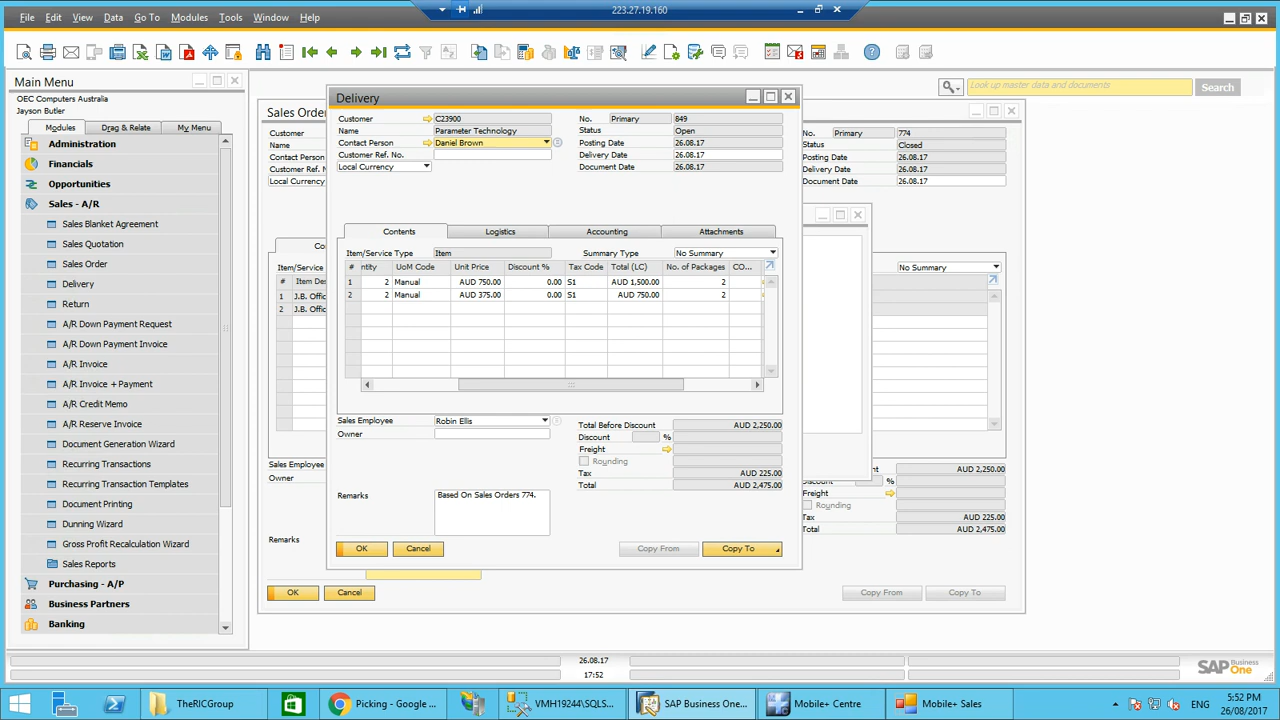 223.27.19.160
File Edit View Data Go To Modules Tools Window Help
Look up master data and documents
Search
Main Menu
OEC Computers Australia
Jayson Butler
Modules Drag & Relate My Menu
Administration
Financials
Opportunities
Sales - A/R
Sales Blanket Agreement
Sales Quotation
Sales Order
Delivery
Return
A/R Down Payment Request
A/R Down Payment Invoice
A/R Invoice
A/R Invoice + Payment
A/R Credit Memo
A/R Reserve Invoice
Document Generation Wizard
Recurring Transactions
Recurring Transaction Templates
Document Printing
Dunning Wizard
Gross Profit Recalculation Wizard
Sales Reports
Purchasing - A/P
Business Partners
Banking
Sales Order
Customer
Name
Contact Person
Customer Ref. No.
Local Currency
No. Primary 774
Status Closed
Posting Date 26.08.17
Delivery Date 26.08.17
Document Date 26.08.17
Item/Service
No Summary
# Item Des
1 J.B. Offic
2 J.B. Offic
Sales Employee
Owner
Remarks
AUD 2,250.00
%
Freight
Rounding
Tax AUD 225.00
Total AUD 2,475.00
OK Cancel Copy From Copy To
Delivery
Customer C23900
Name Parameter Technology
Contact Person Daniel Brown
Customer Ref. No.
Local Currency
No. Primary 849
Status Open
Posting Date 26.08.17
Delivery Date 26.08.17
Document Date 26.08.17
Contents Logistics Accounting Attachments
Item/Service Type Item Summary Type No Summary
# ntity UoM Code Unit Price Discount % Tax Code Total (LC) No. of Packages CO...
1 2 Manual AUD 750.00 0.00 S1 AUD 1,500.00 2
2 2 Manual AUD 375.00 0.00 S1 AUD 750.00 2
Sales Employee Robin Ellis
Owner
Total Before Discount AUD 2,250.00
Discount %
Freight
Rounding
Tax AUD 225.00
Total AUD 2,475.00
Remarks Based On Sales Orders 774.
OK Cancel Copy From Copy To
26.08.17
17:52
SAP Business One
TheRICGroup
Picking - Google ...
VMH19244\SQLS...
SAP Business One...
Mobile+ Centre
Mobile+ Sales
ENG
5:52 PM
26/08/2017